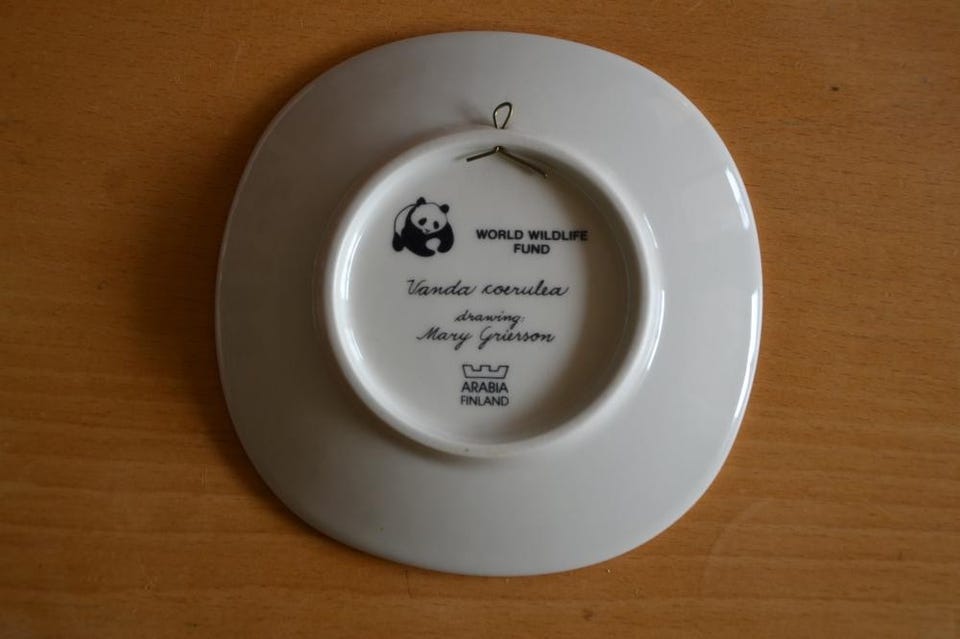 WORLD WILDLIFE
FUND
Vanda coerulea
drawing:
Mary Grierson
ARABIA
FINLAND